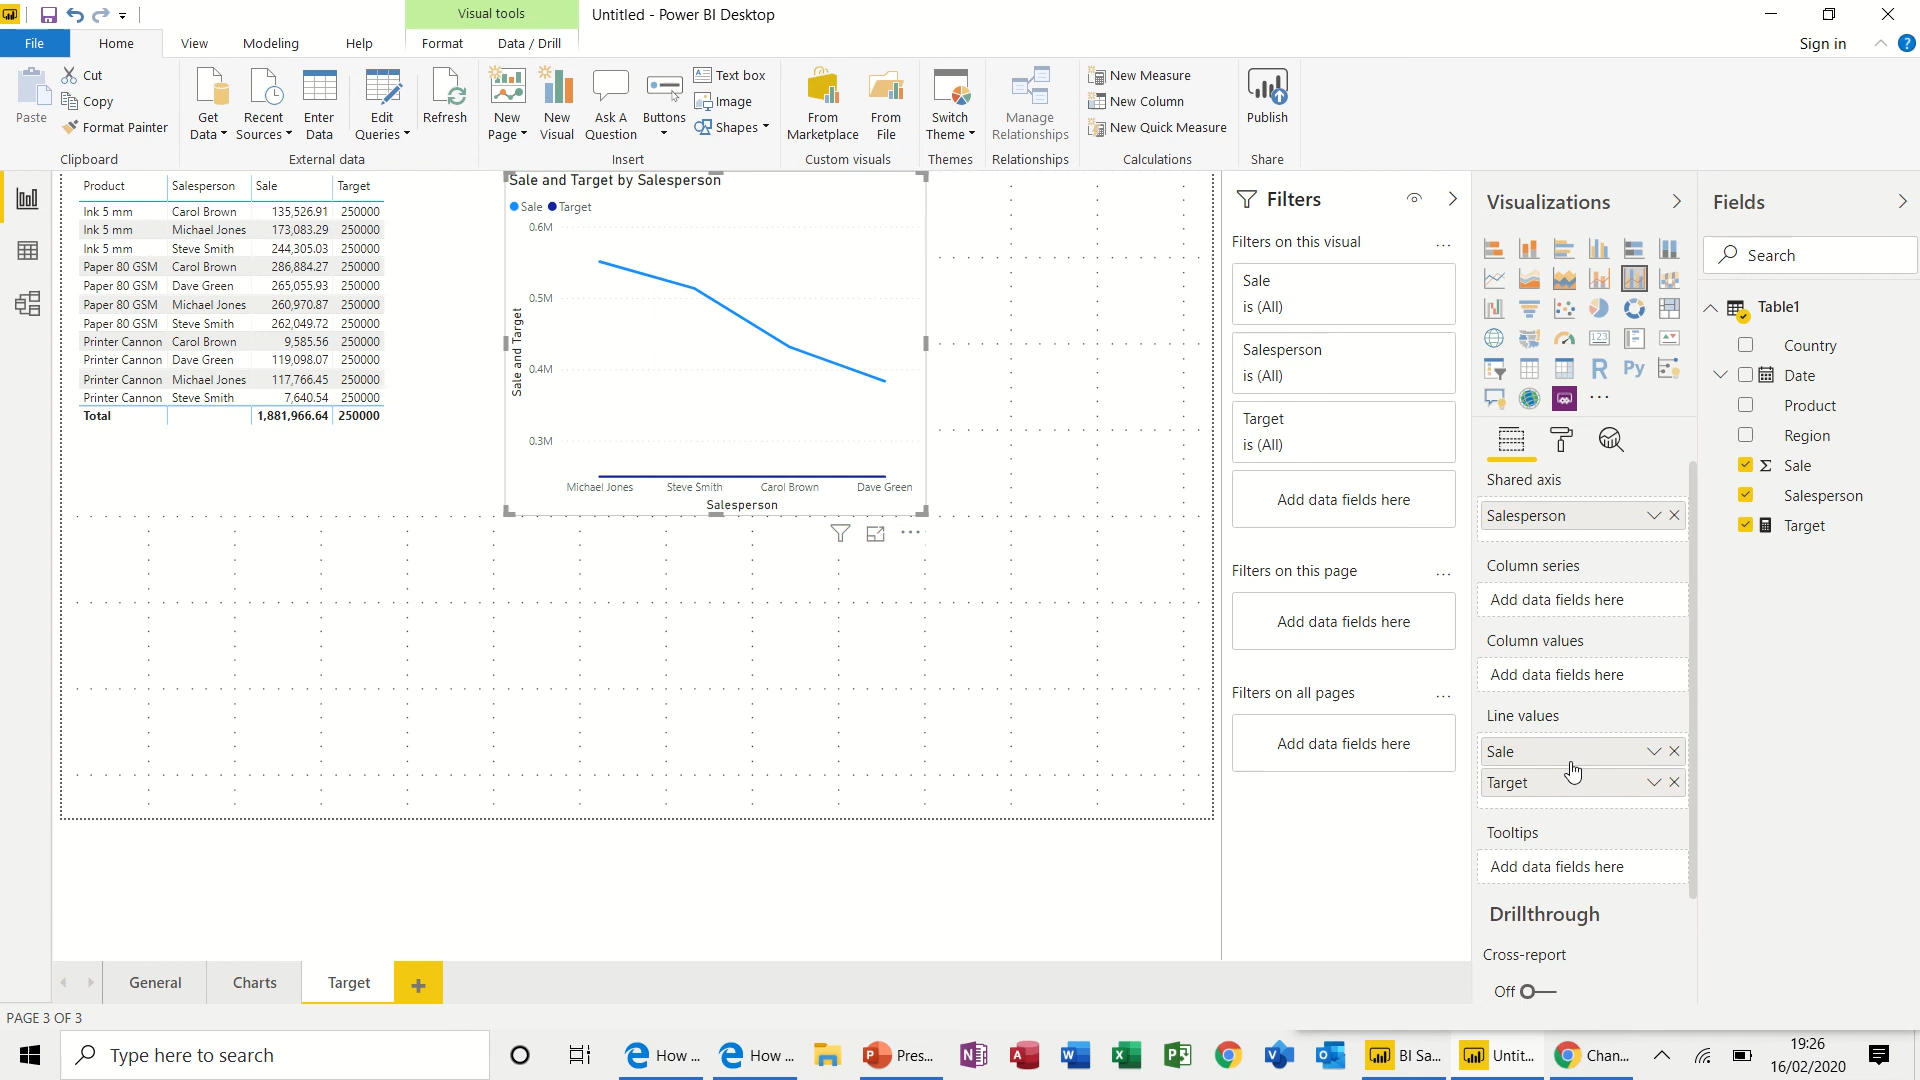 Visual tools
Untitled - Power BI Desktop
File
Home
View
Modeling
Help
Format
Data / Drill
Sign in
?
Paste
Cut
Copy
Format Painter
Clipboard
Get Data
Recent Sources
Enter Data
Edit Queries
Refresh
External data
New Page
New Visual
Ask A Question
Buttons
Text box
Image
Shapes
Insert
From Marketplace
From File
Custom visuals
Switch Theme
Themes
Manage Relationships
Relationships
New Measure
New Column
New Quick Measure
Calculations
Publish
Share
Product Salesperson Sale Target
Ink 5 mm Carol Brown 135,526.91 250000
Ink 5 mm Michael Jones 173,083.29 250000
Ink 5 mm Steve Smith 244,305.03 250000
Paper 80 GSM Carol Brown 286,884.27 250000
Paper 80 GSM Dave Green 265,055.93 250000
Paper 80 GSM Michael Jones 260,970.87 250000
Paper 80 GSM Steve Smith 262,049.72 250000
Printer Cannon Carol Brown 9,585.56 250000
Printer Cannon Dave Green 119,098.07 250000
Printer Cannon Michael Jones 117,766.45 250000
Printer Cannon Steve Smith 7,640.54 250000
Total 1,881,966.64 250000
Sale and Target by Salesperson
Sale Target
0.6M
0.5M
0.4M
0.3M
Sale and Target
Michael Jones Steve Smith Carol Brown Dave Green
Salesperson
Filters
Filters on this visual
Sale
is (All)
Salesperson
is (All)
Target
is (All)
Add data fields here
Filters on this page
Add data fields here
Filters on all pages
Add data fields here
Visualizations
123
R
Py
Shared axis
Salesperson
Column series
Add data fields here
Column values
Add data fields here
Line values
Sale
Target
Tooltips
Add data fields here
Drillthrough
Cross-report
Off
Fields
Search
Table1
Country
Date
Product
Region
Σ Sale
Salesperson
Target
General
Charts
Target
+
PAGE 3 OF 3
Type here to search
How ...
How ...
Pres...
BI Sa...
Untit...
Chan...
19:26
16/02/2020